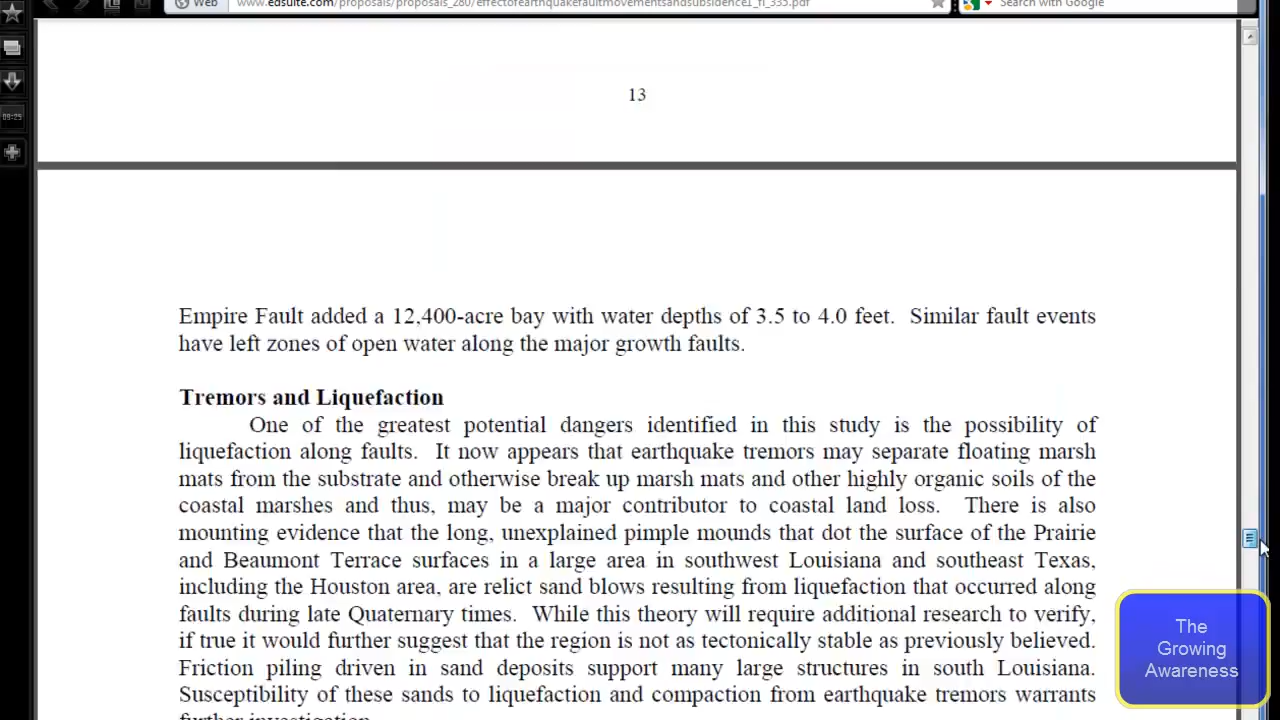 Web
www.edsuite.com/proposals/proposals_280/effectofearthquakefaultmovementsandsubsidence1_fl_335.pdf
Search with Google
09:25
13
Empire Fault added a 12,400-acre bay with water depths of 3.5 to 4.0 feet.  Similar fault events
have left zones of open water along the major growth faults.
Tremors and Liquefaction
One of the greatest potential dangers identified in this study is the possibility of
liquefaction along faults.  It now appears that earthquake tremors may separate floating marsh
mats from the substrate and otherwise break up marsh mats and other highly organic soils of the
coastal marshes and thus, may be a major contributor to coastal land loss.  There is also
mounting evidence that the long, unexplained pimple mounds that dot the surface of the Prairie
and Beaumont Terrace surfaces in a large area in southwest Louisiana and southeast Texas,
including the Houston area, are relict sand blows resulting from liquefaction that occurred along
faults during late Quaternary times.  While this theory will require additional research to verify,
if true it would further suggest that the region is not as tectonically stable as previously believed.
Friction piling driven in sand deposits support many large structures in south Louisiana.
Susceptibility of these sands to liquefaction and compaction from earthquake tremors warrants
further investigation.
The
Growing
Awareness